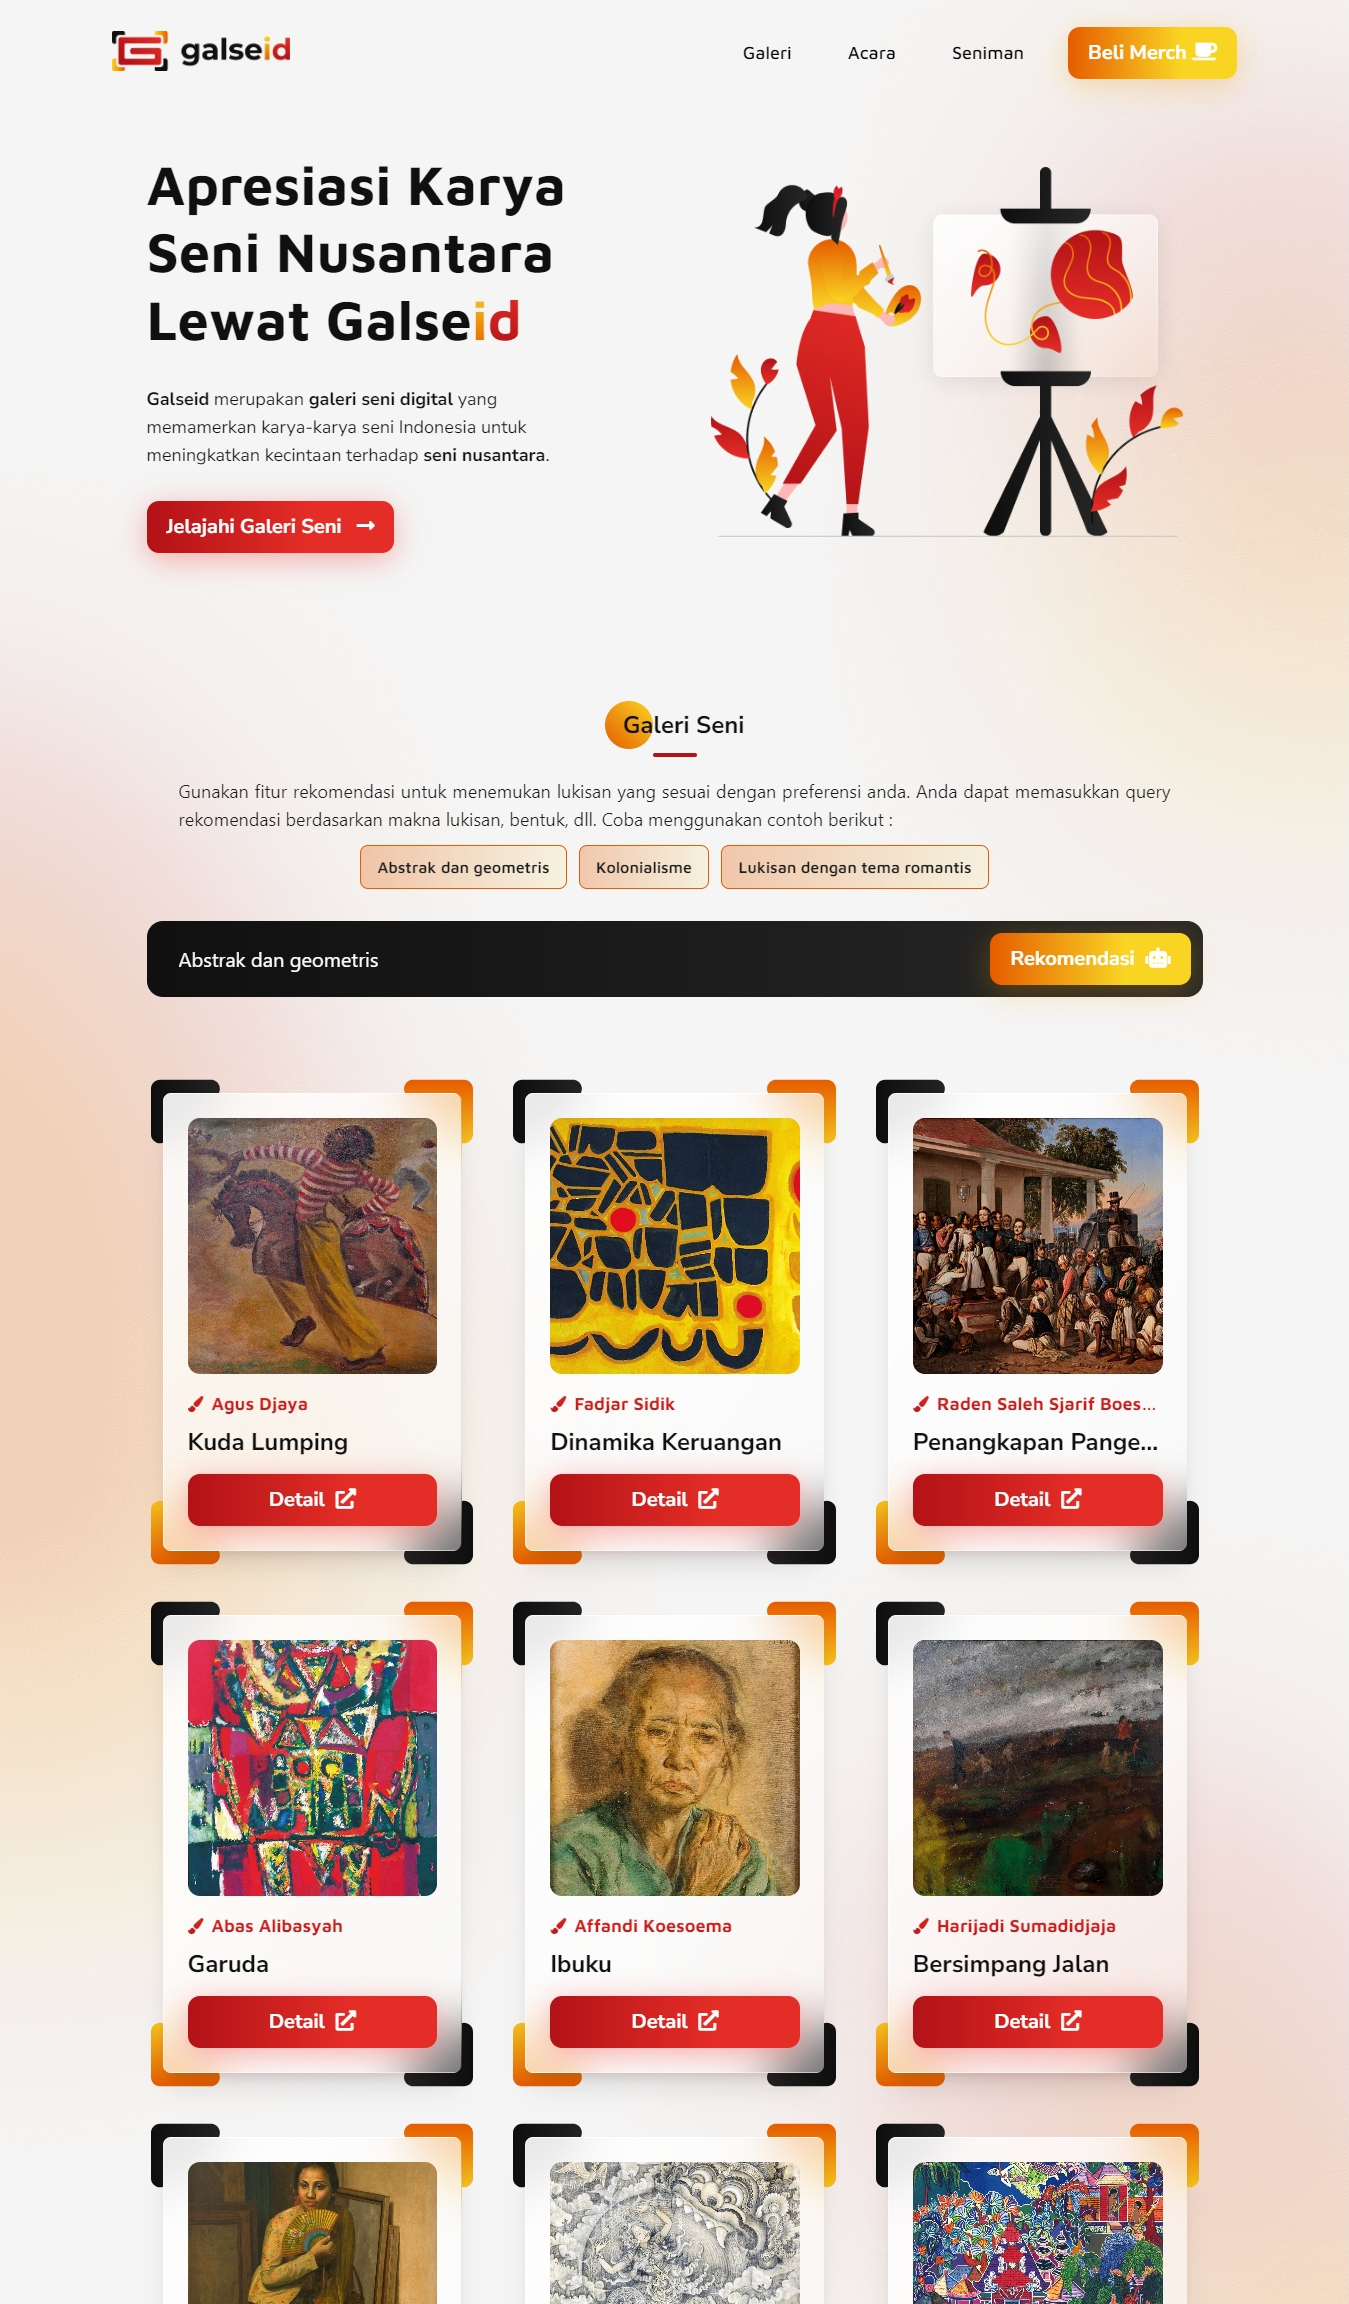 galseid
Galeri
Acara
Seniman
Beli Merch
Apresiasi Karya
Seni Nusantara
Lewat Galseid
Galseid merupakan galeri seni digital yang
memamerkan karya-karya seni Indonesia untuk
meningkatkan kecintaan terhadap seni nusantara.
Jelajahi Galeri Seni
Galeri Seni
Gunakan fitur rekomendasi untuk menemukan lukisan yang sesuai dengan preferensi anda. Anda dapat memasukkan query
rekomendasi berdasarkan makna lukisan, bentuk, dll. Coba menggunakan contoh berikut :
Abstrak dan geometris
Kolonialisme
Lukisan dengan tema romantis
Abstrak dan geometris
Rekomendasi
Agus Djaya
Kuda Lumping
Detail
Fadjar Sidik
Dinamika Keruangan
Detail
Raden Saleh Sjarif Boes...
Penangkapan Pange...
Detail
Abas Alibasyah
Garuda
Detail
Affandi Koesoema
Ibuku
Detail
Harijadi Sumadidjaja
Bersimpang Jalan
Detail